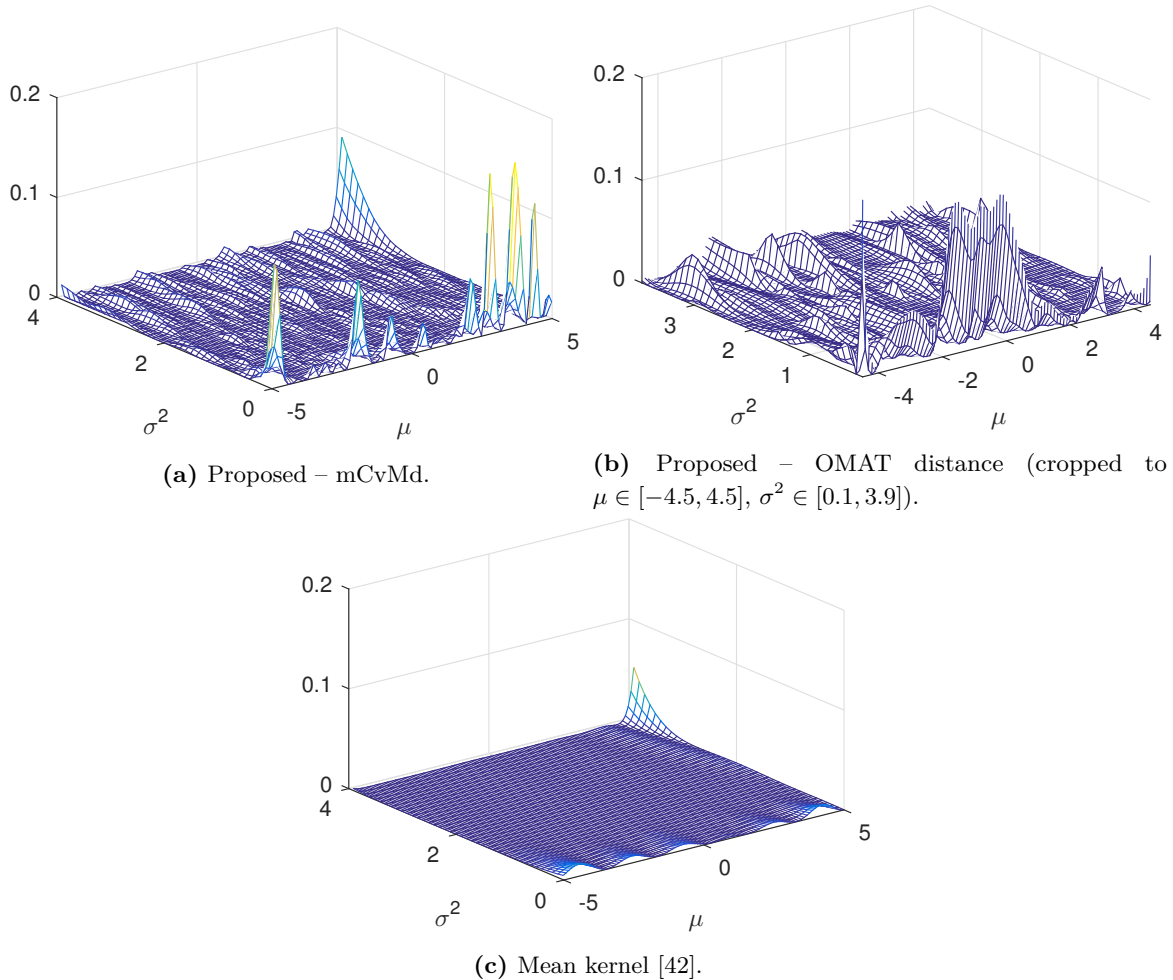 0.2
0.1
0
4
2
0
-5
0
5
σ²
μ
(a) Proposed – mCvMd.
0.2
0.1
0
3
2
1
-4
-2
0
2
4
σ²
μ
(b) Proposed – OMAT distance (cropped to
μ ∈ [−4.5, 4.5], σ² ∈ [0.1, 3.9]).
0.2
0.1
0
4
2
0
-5
0
5
σ²
μ
(c) Mean kernel [42].